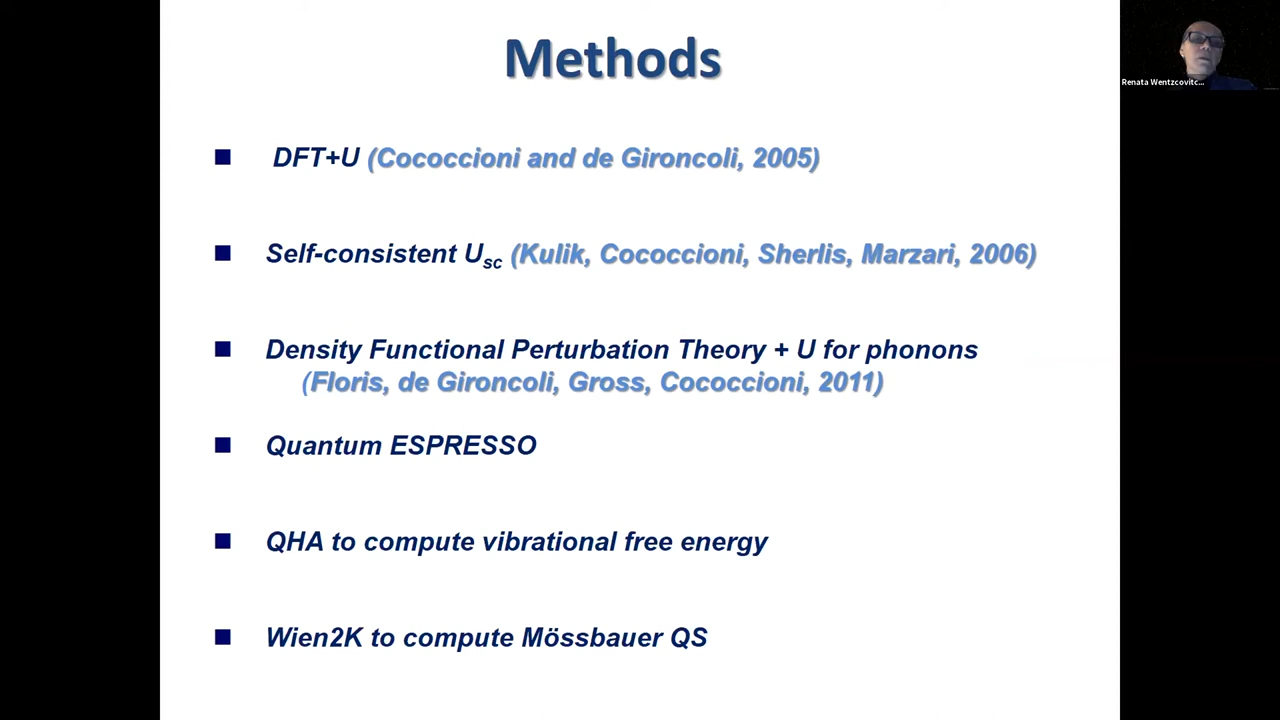 Methods
Renata Wentzcovitc...
■ DFT+U (Cococcioni and de Gironcoli, 2005)
■ Self-consistent Usc (Kulik, Cococcioni, Sherlis, Marzari, 2006)
■ Density Functional Perturbation Theory + U for phonons
(Floris, de Gironcoli, Gross, Cococcioni, 2011)
■ Quantum ESPRESSO
■ QHA to compute vibrational free energy
■ Wien2K to compute Mössbauer QS